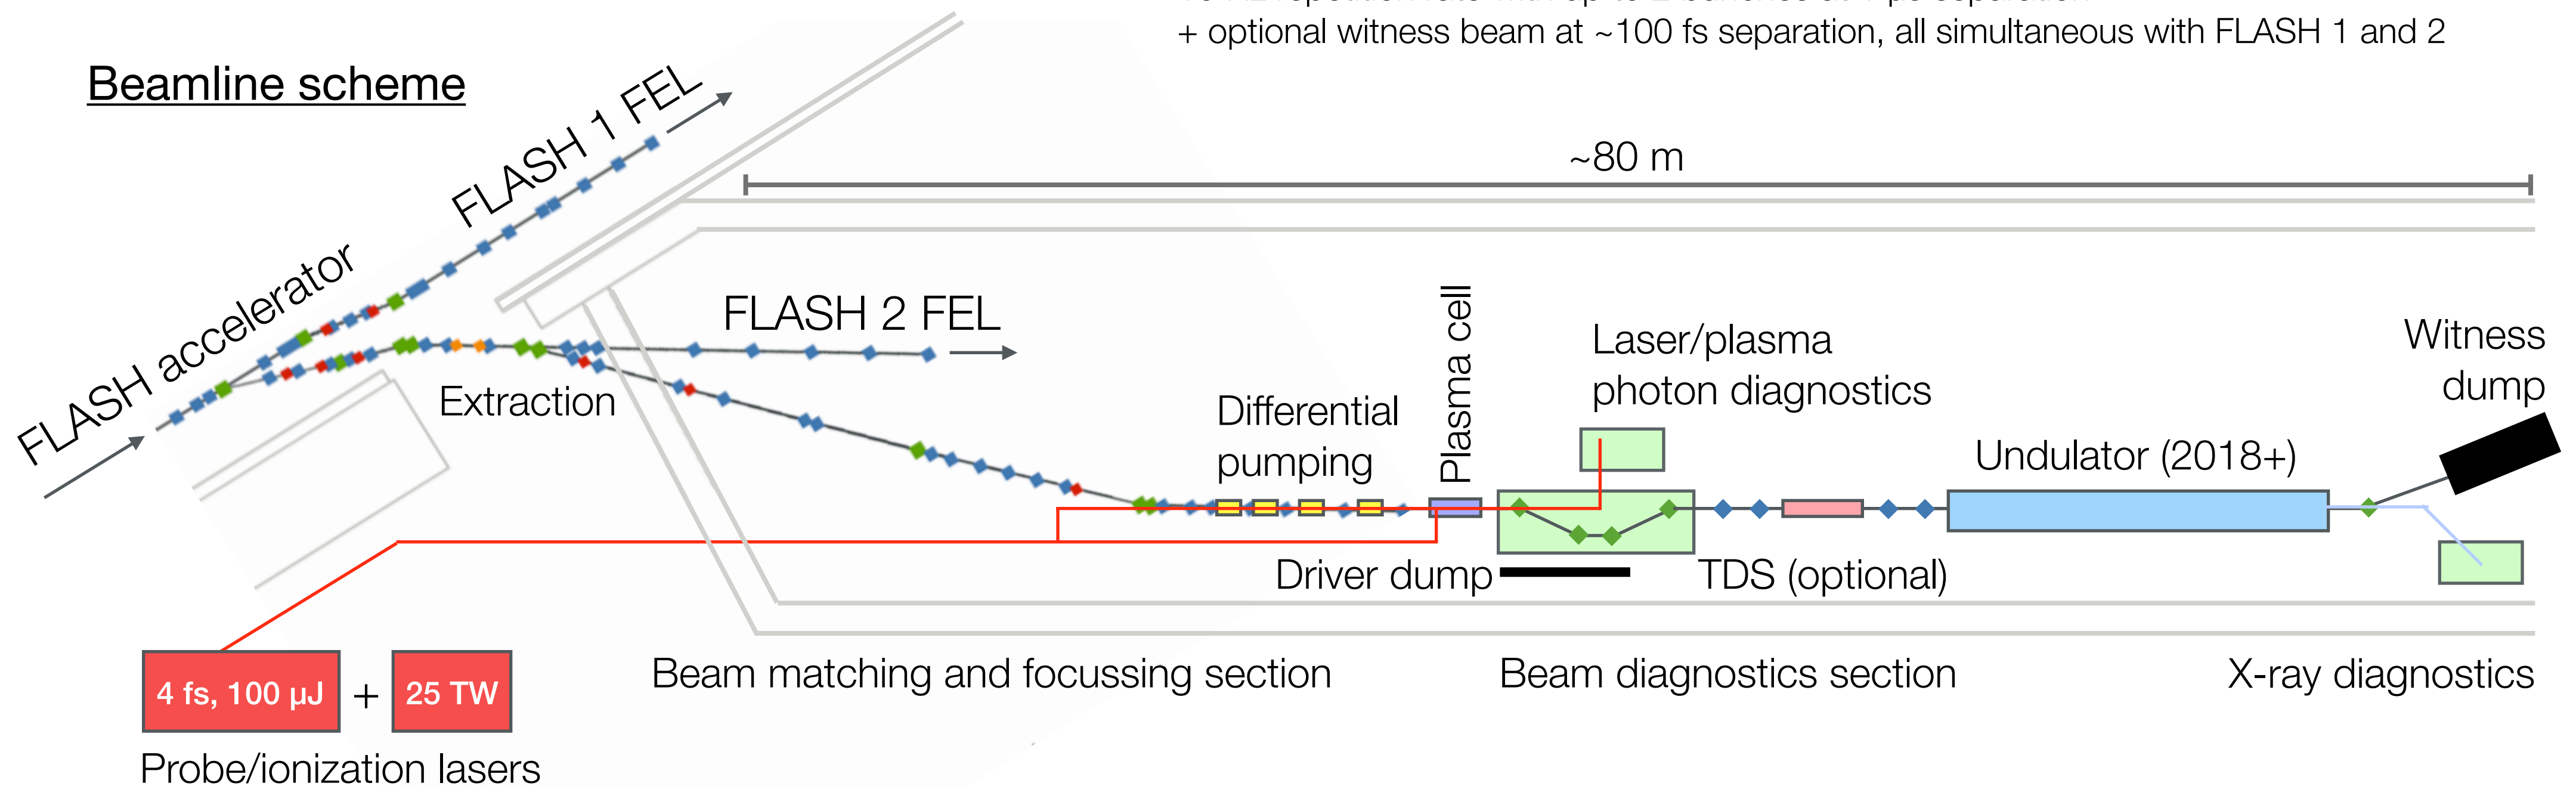 + optional witness beam at ~100 fs separation, all simultaneous with FLASH 1 and 2
Beamline scheme
FLASH 1 FEL
~80 m
FLASH accelerator
FLASH 2 FEL
Extraction
Differential
pumping
Plasma cell
Laser/plasma
photon diagnostics
Undulator (2018+)
Witness
dump
Driver dump
TDS (optional)
Beam matching and focussing section
Beam diagnostics section
X-ray diagnostics
4 fs, 100 µJ + 25 TW
Probe/ionization lasers